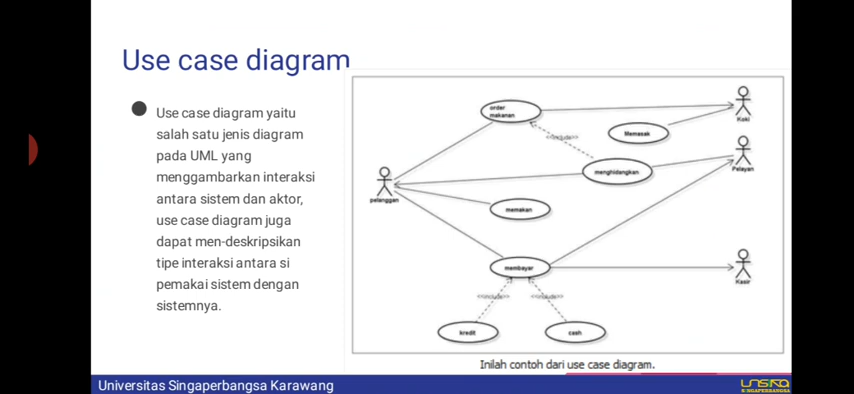 Use case diagram
Use case diagram yaitu
salah satu jenis diagram
pada UML yang
menggambarkan interaksi
antara sistem dan aktor,
use case diagram juga
dapat men-deskripsikan
tipe interaksi antara si
pemakai sistem dengan
sistemnya.
order
makanan
Koki
<<include>>
Memasak
menghidangkan
Pelayan
pelanggan
memakan
membayar
Kasir
<<include>>
<<include>>
kredit
cash
Inilah contoh dari use case diagram.
Universitas Singaperbangsa Karawang
UNSIKA
SINGAPERBANGSA